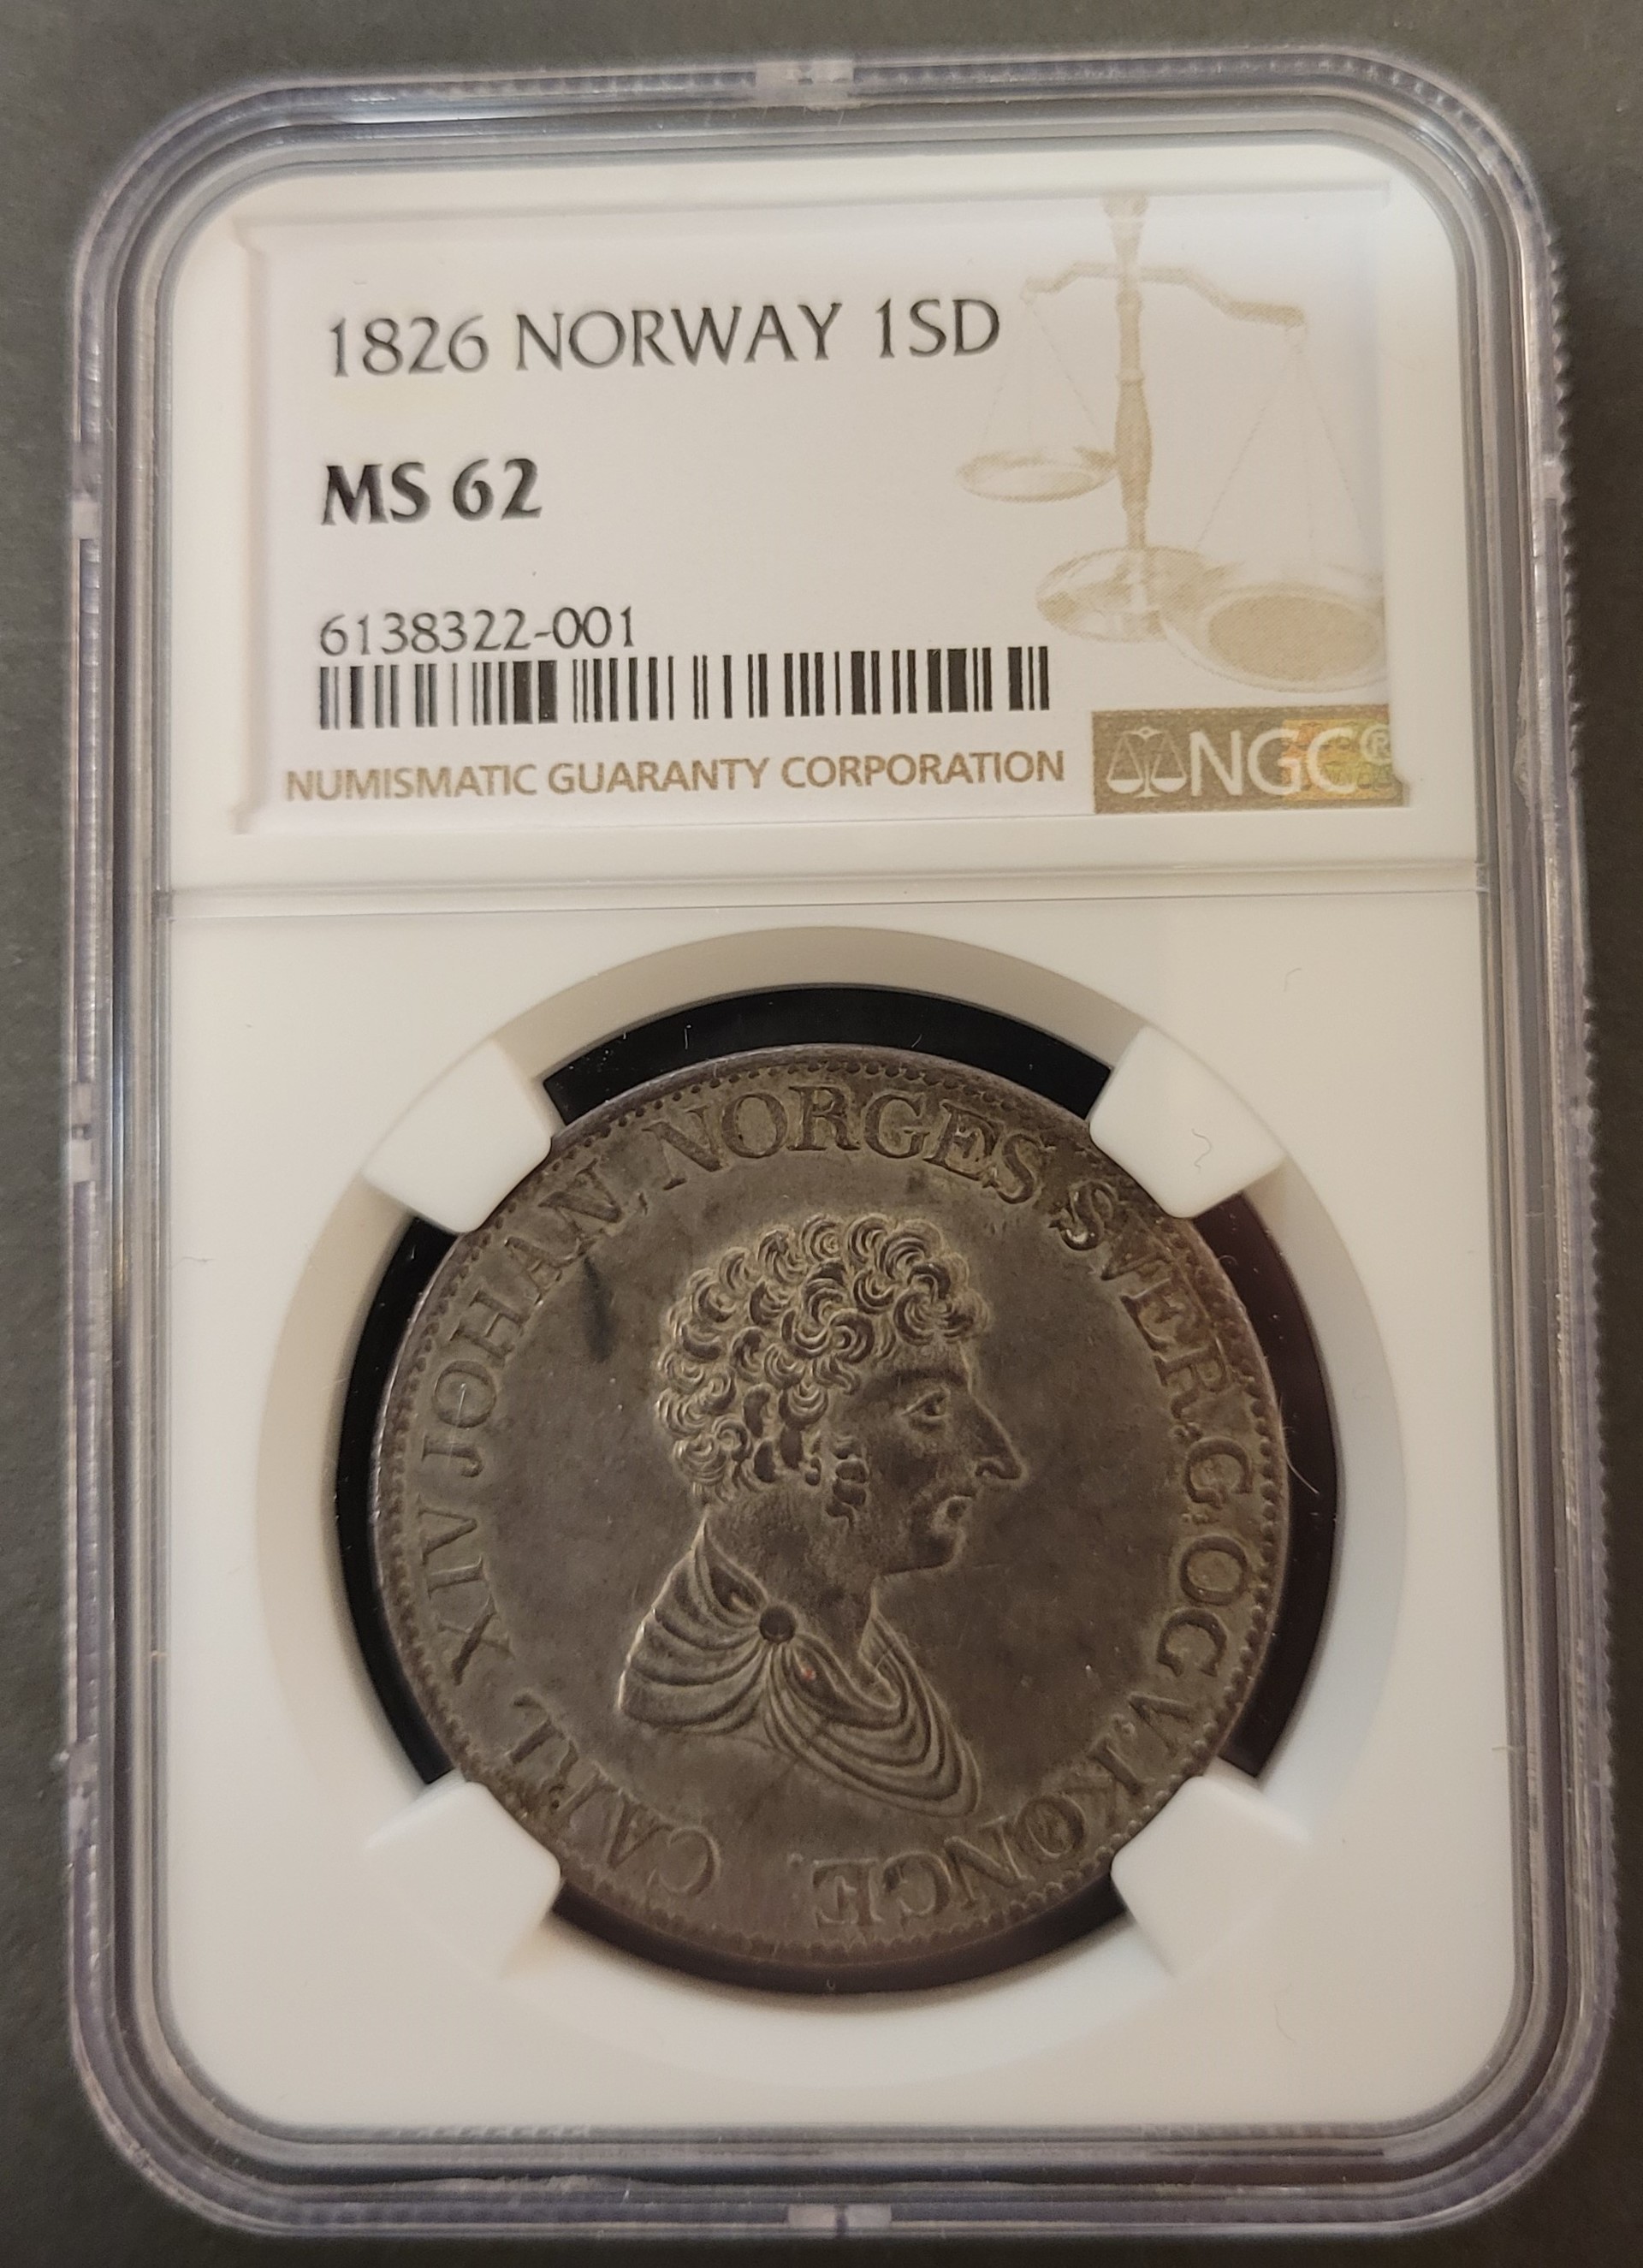 1826 NORWAY 1SD
MS 62
6138322-001
NUMISMATIC GUARANTY CORPORATION
NGC®
CARL XIV JOHAN, NORGES SVER. G. OG V. KONGE.